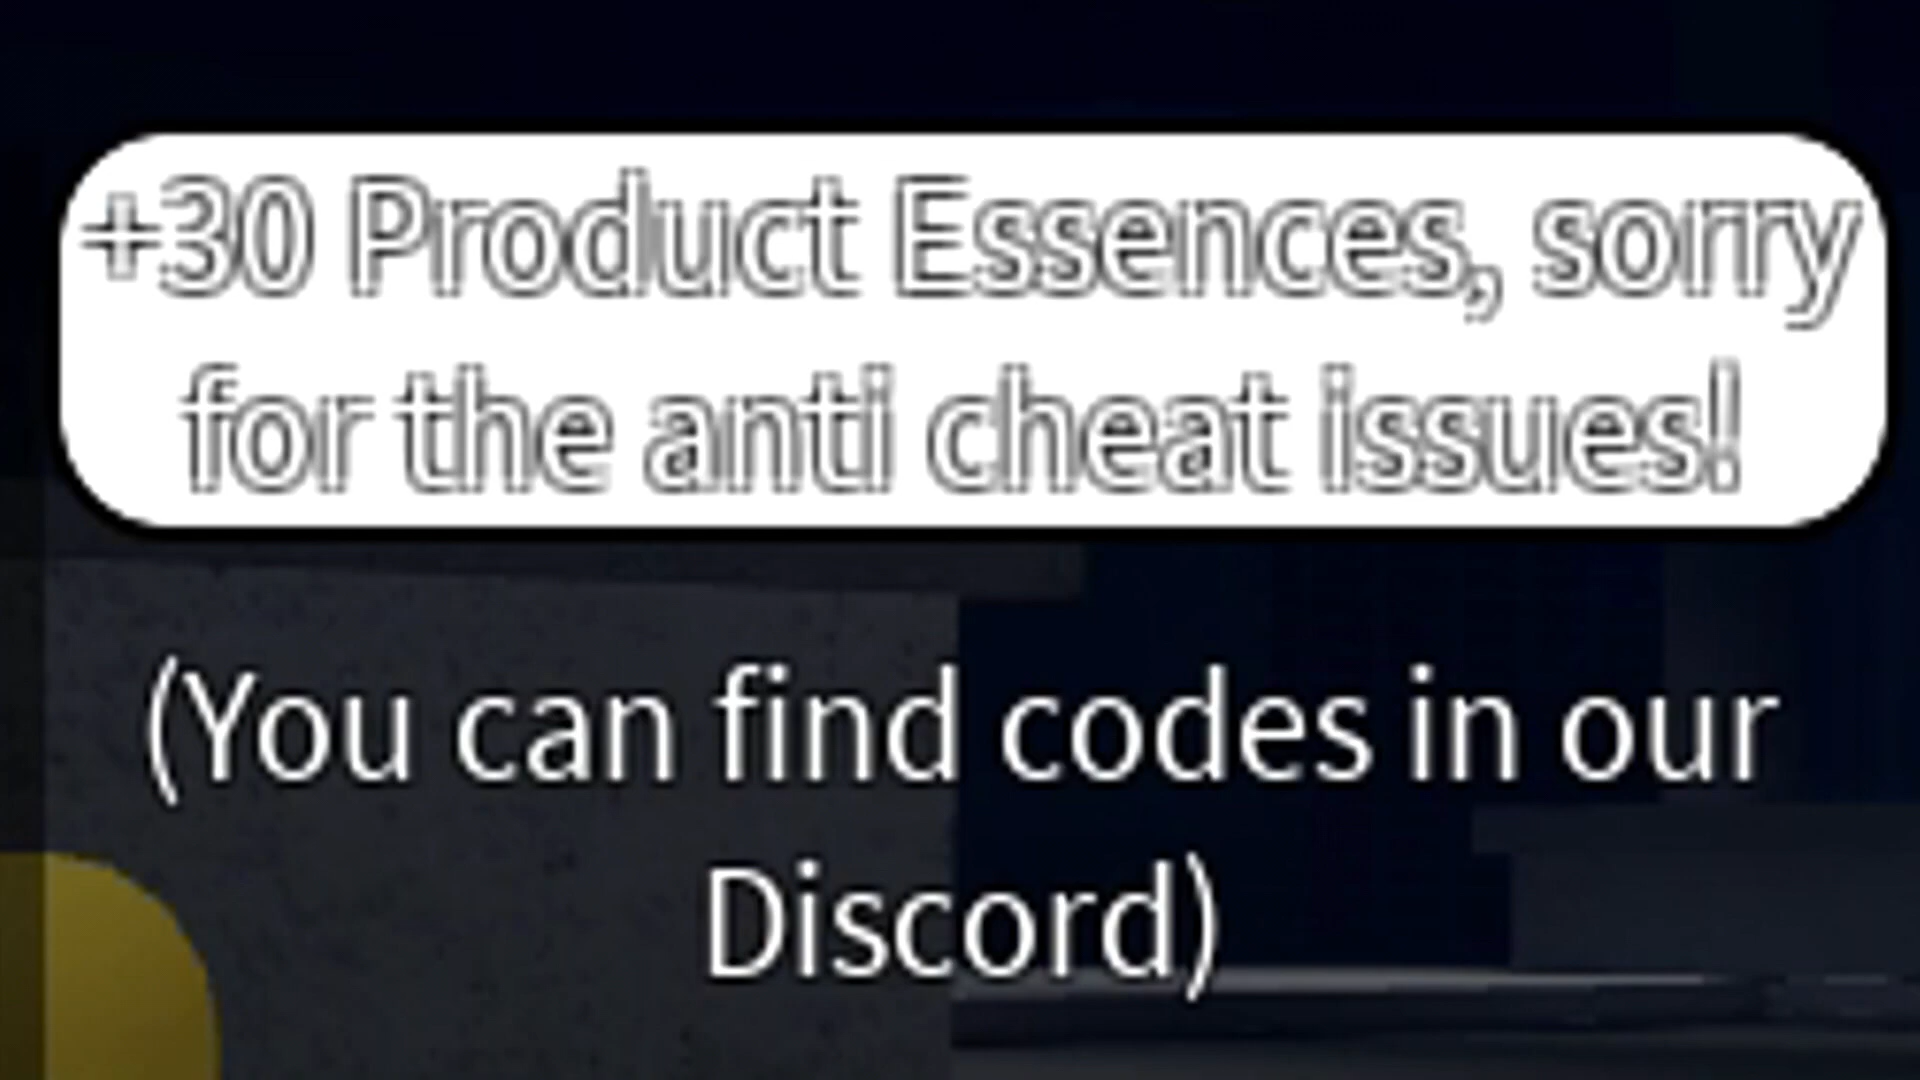 +30 Product Essences, sorry
for the anti cheat issues!
(You can find codes in our
Discord)